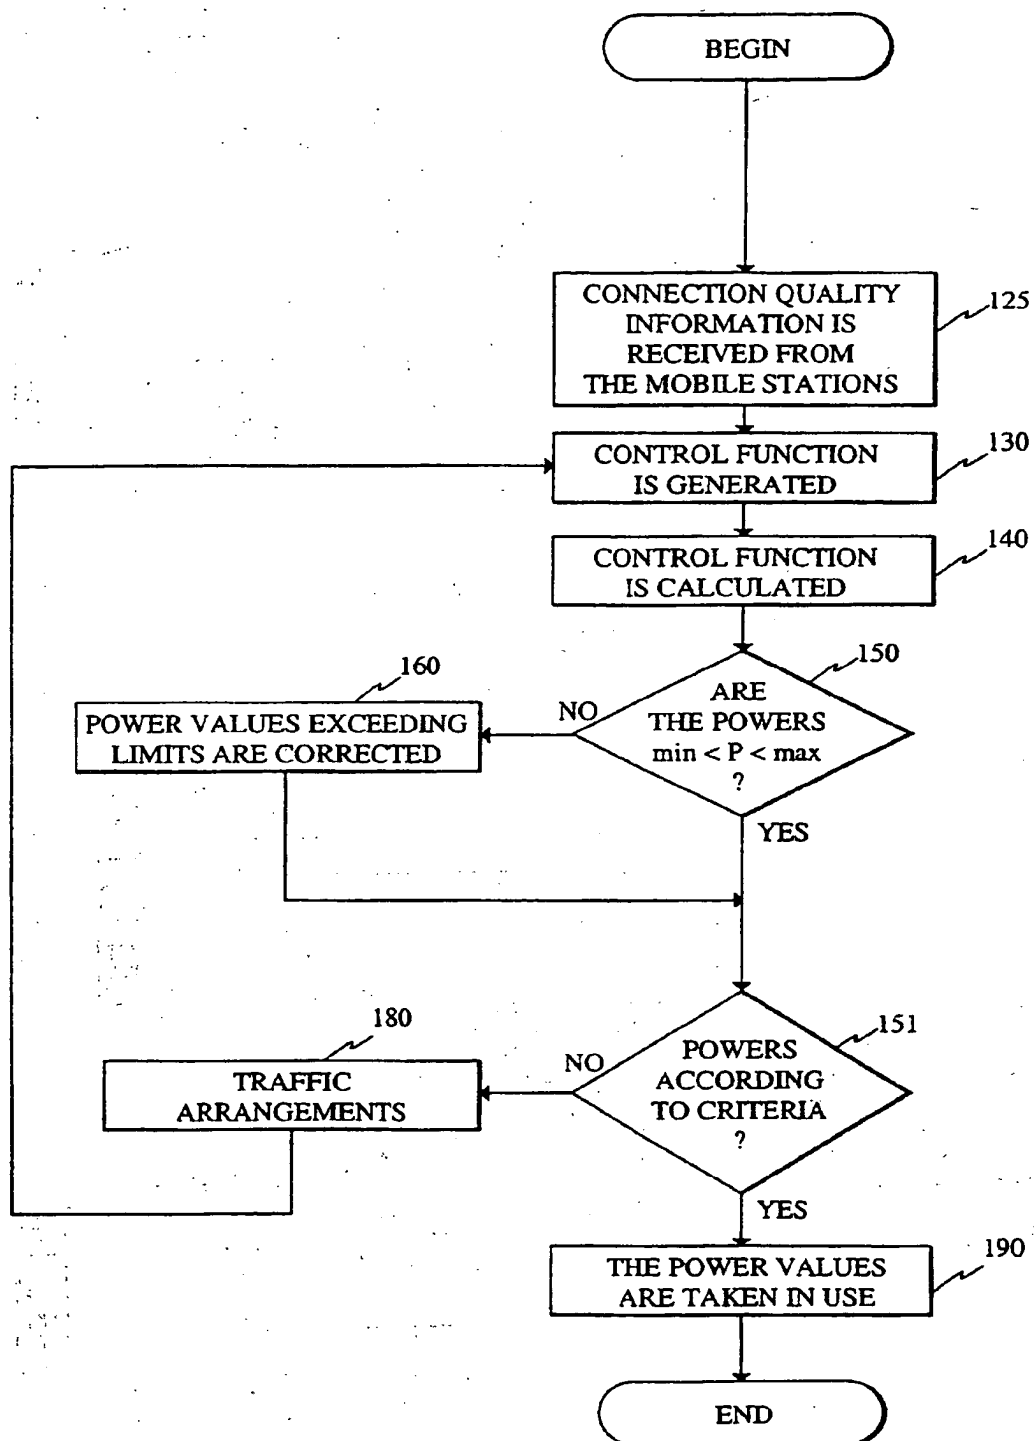 BEGIN
CONNECTION QUALITY
INFORMATION IS
RECEIVED FROM
THE MOBILE STATIONS
125
CONTROL FUNCTION
IS GENERATED
130
CONTROL FUNCTION
IS CALCULATED
140
ARE
THE POWERS
min < P < max
?
150
NO
YES
160
POWER VALUES EXCEEDING
LIMITS ARE CORRECTED
POWERS
ACCORDING
TO CRITERIA
?
151
NO
YES
180
TRAFFIC
ARRANGEMENTS
THE POWER VALUES
ARE TAKEN IN USE
190
END